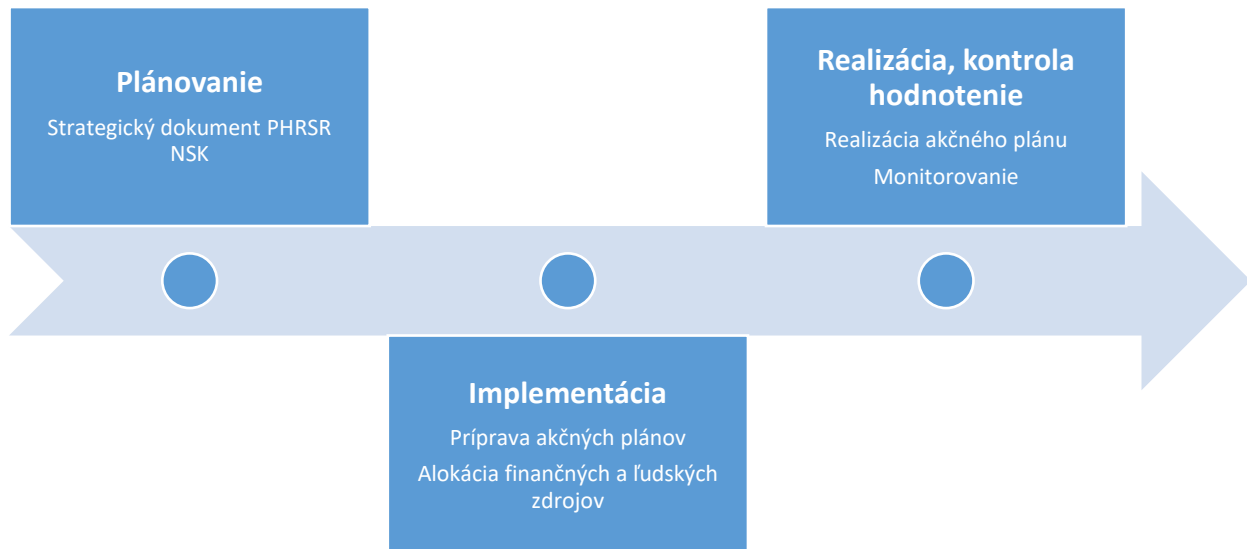 Plánovanie
Strategický dokument PHRSR
NSK
Implementácia
Príprava akčných plánov
Alokácia finančných a ľudských
zdrojov
Realizácia, kontrola
hodnotenie
Realizácia akčného plánu
Monitorovanie